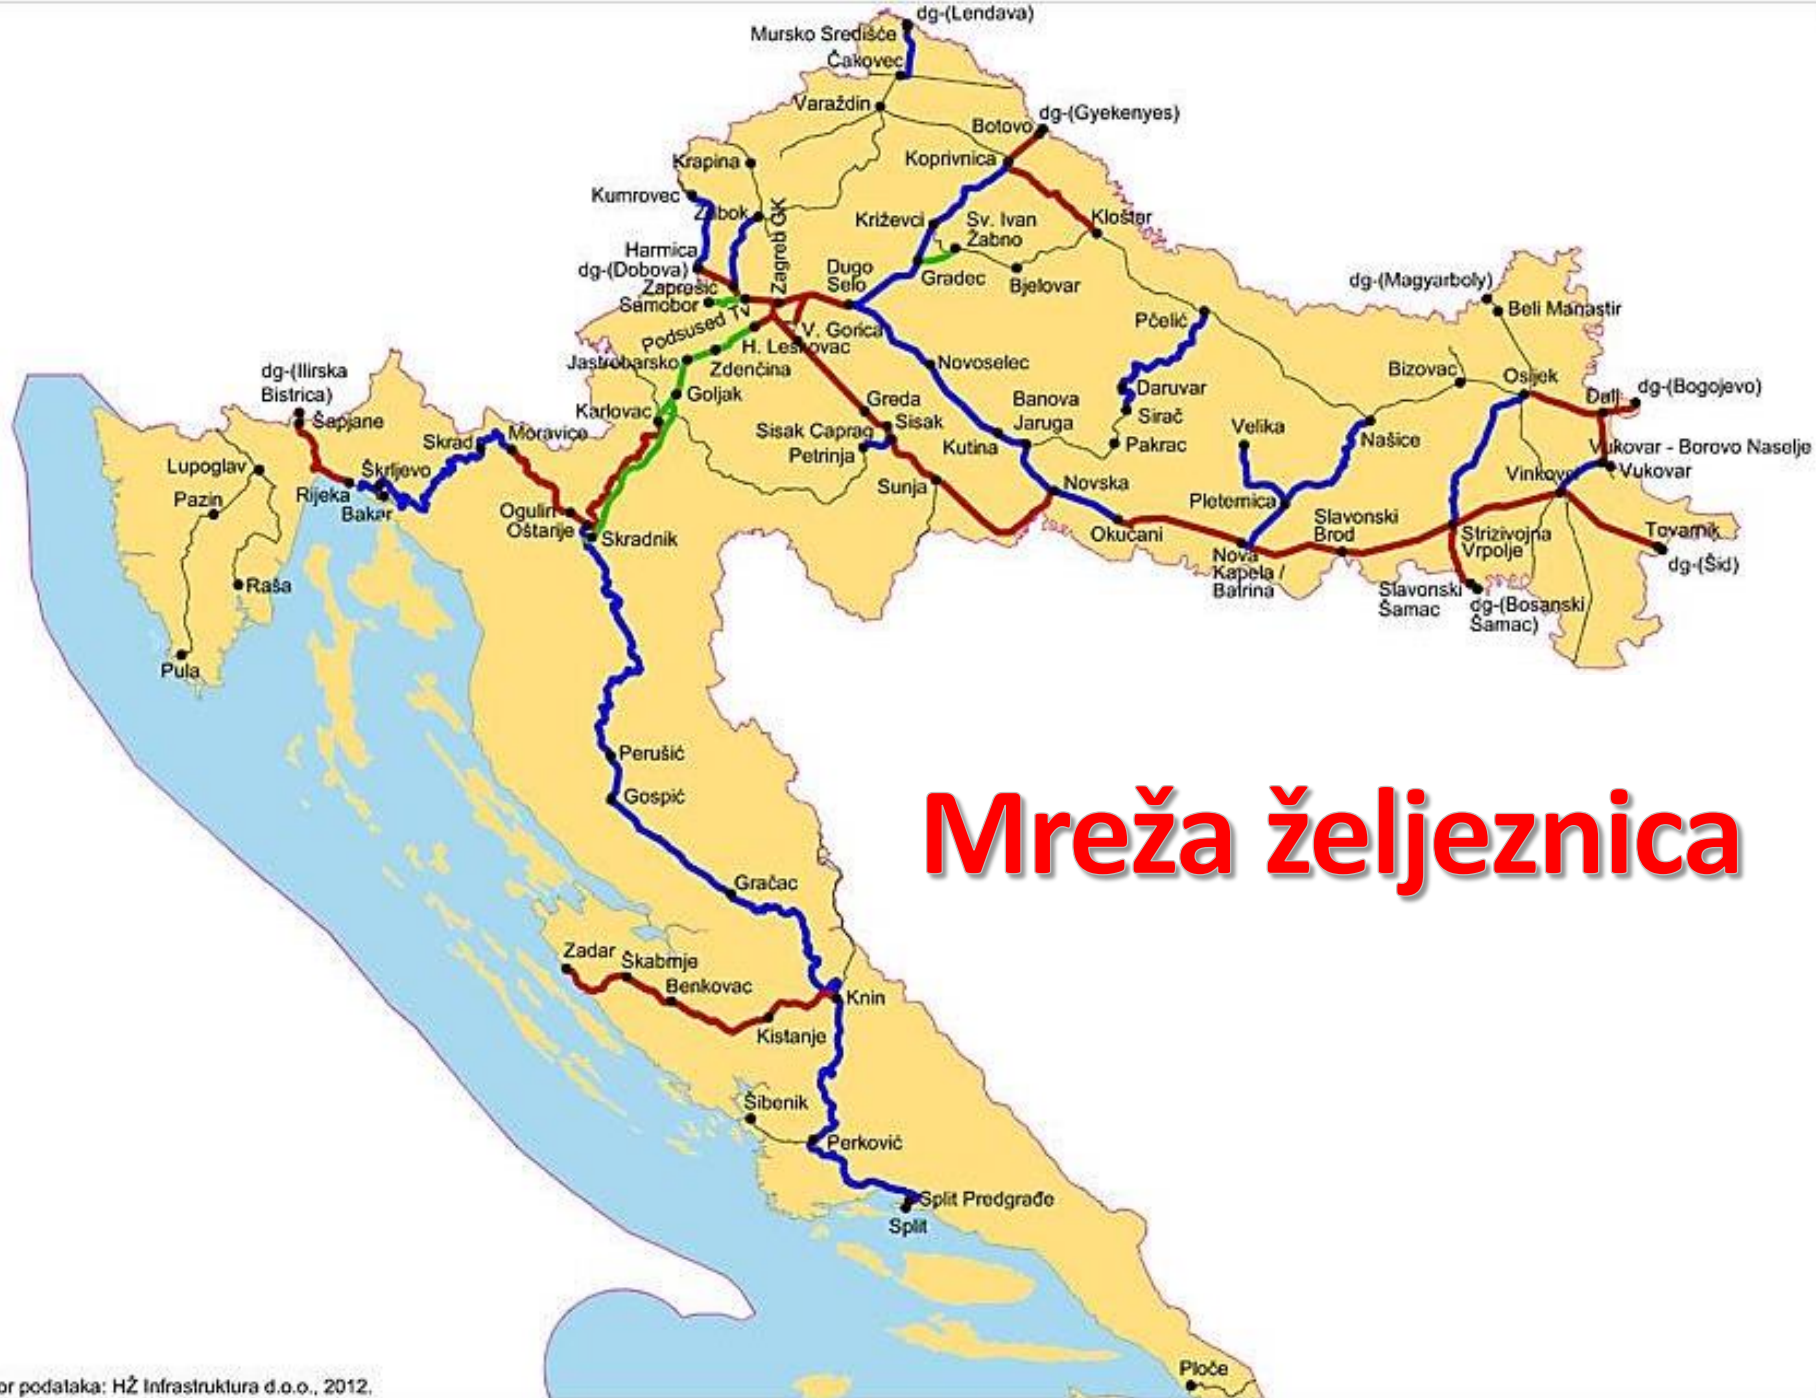 dg-(Lendava)
Mursko Središće
Čakovec
Varaždin
dg-(Gyekenyes)
Botovo
Krapina
Koprivnica
Kumrovec
Zabok
Zagreb GK
Križevci
Sv. Ivan
Žabno
Kloštar
Harmica
dg-(Dobova)
Zaprešić
Samobor
Dugo
Selo
Gradec
Bjelovar
dg-(Magyarboly)
Beli Manastir
Podsused Tv
V. Gorica
H. Leskovac
Pčelić
Jastrebarsko
Zdenčina
Novoselec
dg-(Ilirska
Bistrica)
Šapjane
Goljak
Karlovac
Greda
Sisak
Sisak Caprag
Petrinja
Banova
Jaruga
Kutina
Daruvar
Sirač
Pakrac
Velika
Bizovac
Osijek
Dalj
dg-(Bogojevo)
Našice
Vukovar - Borovo Naselje
Vukovar
Vinkovci
Skrad
Moravice
Lupoglav
Škrljevo
Rijeka
Bakar
Pazin
Ogulin
Oštarije
Skradnik
Sunja
Novska
Pleternica
Okučani
Nova
Kapela /
Batrina
Slavonski
Brod
Strizivojna
Vrpolje
Tovarnik
dg-(Šid)
Slavonski
Šamac
dg-(Bosanski
Šamac)
Raša
Pula
Perušić
Gospić
Mreža željeznica
Gračac
Zadar
Škabrnje
Benkovac
Knin
Kistanje
Šibenik
Perković
Split Predgrađe
Split
Ploče
or podataka: HŽ Infrastruktura d.o.o., 2012.